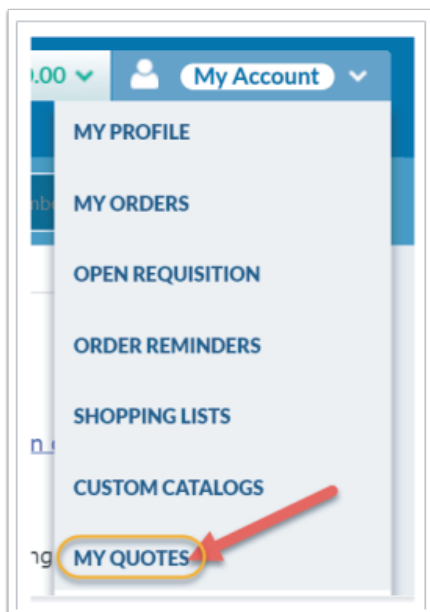 .00 My Account
MY PROFILE
MY ORDERS
OPEN REQUISITION
ORDER REMINDERS
SHOPPING LISTS
CUSTOM CATALOGS
MY QUOTES